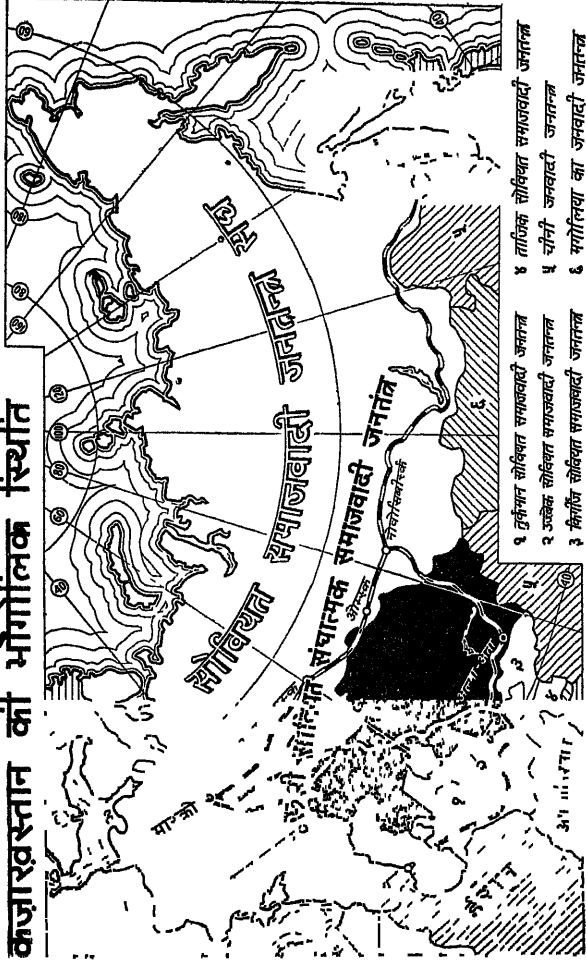 कज़ाख़स्तान की भौगोलिक स्थिति
सोवियत समाजवादी जनतन्त्र संघ
संघात्मक समाजवादी जनतंत्र
ओम्स्क
नोवोसिबीर्स्क
अल्मा अता
ईरान
१ तुर्कमान सोवियत समाजवादी जनतन्त्र
२ उज़्बेक सोवियत समाजवादी जनतन्त्र
३ किर्गीज़ सोवियत समाजवादी जनतन्त्र
४ ताजिक सोवियत समाजवादी जनतन्त्र
५ चीनी जनवादी जनतन्त्र
६ मंगोलिया का जनवादी जनतन्त्र